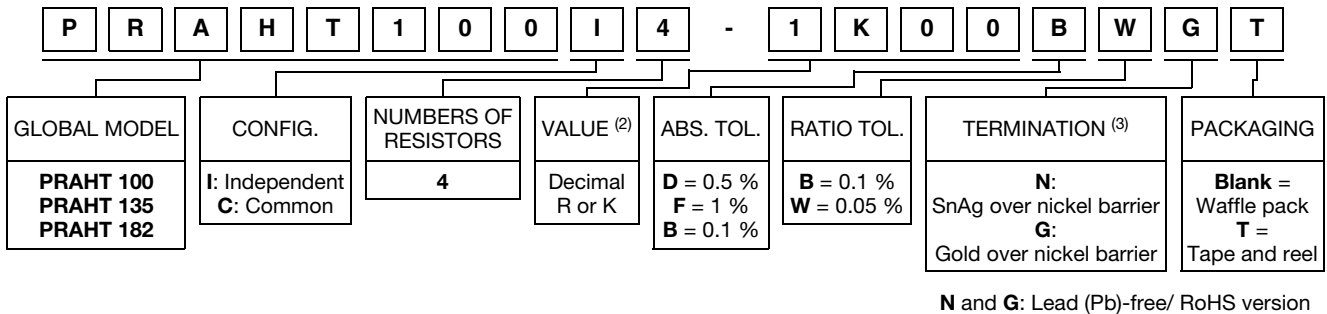 P R A H T 1 0 0 I 4 - 1 K 0 0 B W G T
GLOBAL MODEL
PRAHT 100
PRAHT 135
PRAHT 182
CONFIG.
I: Independent
C: Common
NUMBERS OF
RESISTORS
4
VALUE (2)
Decimal
R or K
ABS. TOL.
D = 0.5 %
F = 1 %
B = 0.1 %
RATIO TOL.
B = 0.1 %
W = 0.05 %
TERMINATION (3)
N:
SnAg over nickel barrier
G:
Gold over nickel barrier
PACKAGING
Blank =
Waffle pack
T =
Tape and reel
N and G: Lead (Pb)-free/ RoHS version